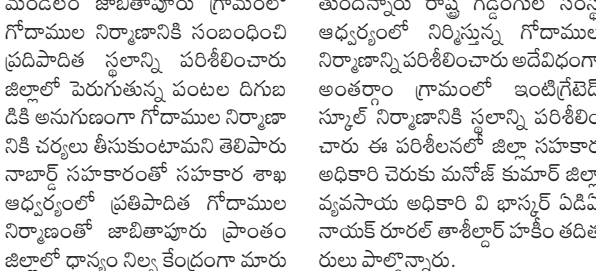 మండలం జాబితాపూరు గ్రామంలో
గోదాముల నిర్మాణానికి సంబంధించి
ప్రదిపాదిత స్థలాన్ని పరిశీలించారు
జిల్లాలో పెరుగుతున్న పంటల దిగుబ
డికి అనుగుణంగా గోదాముల నిర్మాణా
నికి చర్యలు తీసుకుంటామని తెలిపారు
నాబార్డ్ సహకారంతో సహకార శాఖ
ఆధ్వర్యంలో ప్రతిపాదిత గోదాముల
నిర్మాణంతో జాబితాపూరు ప్రాంతం
జిల్లాలో ధాన్యం నిల్వ కేంద్రంగా మారు
తుందన్నారు రాష్ట్ర గిడ్డంగుల సంస్థ
ఆధ్వర్యంలో నిర్మిస్తున్న గోదాముల
నిర్మాణాన్ని పరిశీలించారు అదేవిధంగా
అంతర్గాం గ్రామంలో ఇంటిగ్రేటెడ్
స్కూల్ నిర్మాణానికి స్థలాన్ని పరిశీలిం
చారు ఈ పరిశీలనలో జిల్లా సహకార
అధికారి చెరుకు మనోజ్ కుమార్ జిల్లా
వ్యవసాయ అధికారి వి భాస్కర్ ఏడిఏ
నాయక్ రూరల్ తాశీల్దార్ హకీం తదిత
రులు పాల్గొన్నారు.